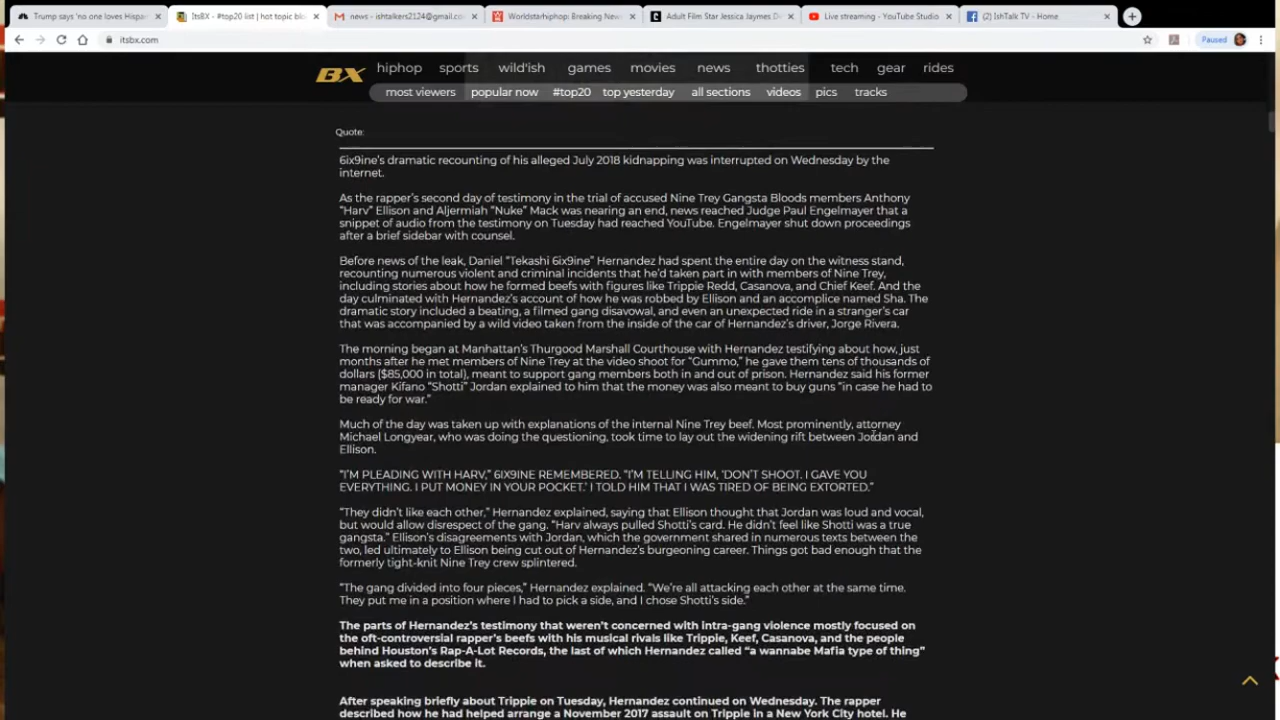 Trump says 'no one loves Hispa
ItsBX - #top20 list | hot topic blo
news - ishtalkers2124@gmail.co
Worldstarhiphop: Breaking New
Adult Film Star Jessica Jaymes D
Live streaming - YouTube Studio
(2) IshTalk TV - Home
itsbx.com
Paused
BX
hiphop sports wild'ish games movies news thotties tech gear rides
most viewers popular now #top20 top yesterday all sections videos pics tracks
Quote:
6ix9ine's dramatic recounting of his alleged July 2018 kidnapping was interrupted on Wednesday by the
internet.
As the rapper's second day of testimony in the trial of accused Nine Trey Gangsta Bloods members Anthony
"Harv" Ellison and Aljermiah "Nuke" Mack was nearing an end, news reached Judge Paul Engelmayer that a
snippet of audio from the testimony on Tuesday had reached YouTube. Engelmayer shut down proceedings
after a brief sidebar with counsel.
Before news of the leak, Daniel "Tekashi 6ix9ine" Hernandez had spent the entire day on the witness stand,
recounting numerous violent and criminal incidents that he'd taken part in with members of Nine Trey,
including stories about how he formed beefs with figures like Trippie Redd, Casanova, and Chief Keef. And the
day culminated with Hernandez's account of how he was robbed by Ellison and an accomplice named Sha. The
dramatic story included a beating, a filmed gang disavowal, and even an unexpected ride in a stranger's car
that was accompanied by a wild video taken from the inside of the car of Hernandez's driver, Jorge Rivera.
The morning began at Manhattan's Thurgood Marshall Courthouse with Hernandez testifying about how, just
months after he met members of Nine Trey at the video shoot for "Gummo," he gave them tens of thousands of
dollars ($85,000 in total), meant to support gang members both in and out of prison. Hernandez said his former
manager Kifano "Shotti" Jordan explained to him that the money was also meant to buy guns "in case he had to
be ready for war."
Much of the day was taken up with explanations of the internal Nine Trey beef. Most prominently, attorney
Michael Longyear, who was doing the questioning, took time to lay out the widening rift between Jordan and
Ellison.
"I'M PLEADING WITH HARV," 6IX9INE REMEMBERED. "I'M TELLING HIM, 'DON'T SHOOT. I GAVE YOU
EVERYTHING. I PUT MONEY IN YOUR POCKET.' I TOLD HIM THAT I WAS TIRED OF BEING EXTORTED."
"They didn't like each other," Hernandez explained, saying that Ellison thought that Jordan was loud and vocal,
but would allow disrespect of the gang. "Harv always pulled Shotti's card. He didn't feel like Shotti was a true
gangsta." Ellison's disagreements with Jordan, which the government shared in numerous texts between the
two, led ultimately to Ellison being cut out of Hernandez's burgeoning career. Things got bad enough that the
formerly tight-knit Nine Trey crew splintered.
"The gang divided into four pieces," Hernandez explained. "We're all attacking each other at the same time.
They put me in a position where I had to pick a side, and I chose Shotti's side."
The parts of Hernandez's testimony that weren't concerned with intra-gang violence mostly focused on
the oft-controversial rapper's beefs with his musical rivals like Trippie, Keef, Casanova, and the people
behind Houston's Rap-A-Lot Records, the last of which Hernandez called "a wannabe Mafia type of thing"
when asked to describe it.
After speaking briefly about Trippie on Tuesday, Hernandez continued on Wednesday. The rapper
described how he had helped arrange a November 2017 assault on Trippie in a New York City hotel. He